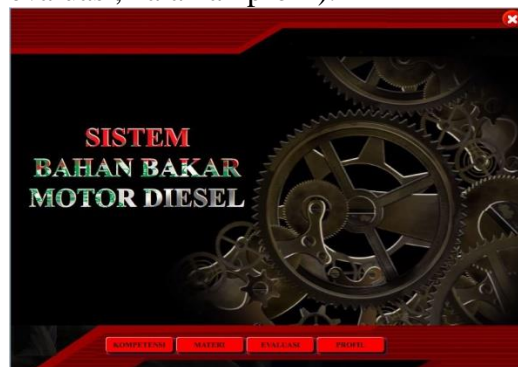 SISTEM
BAHAN BAKAR
MOTOR DIESEL
KOMPETENSI MATERI EVALUASI PROFIL